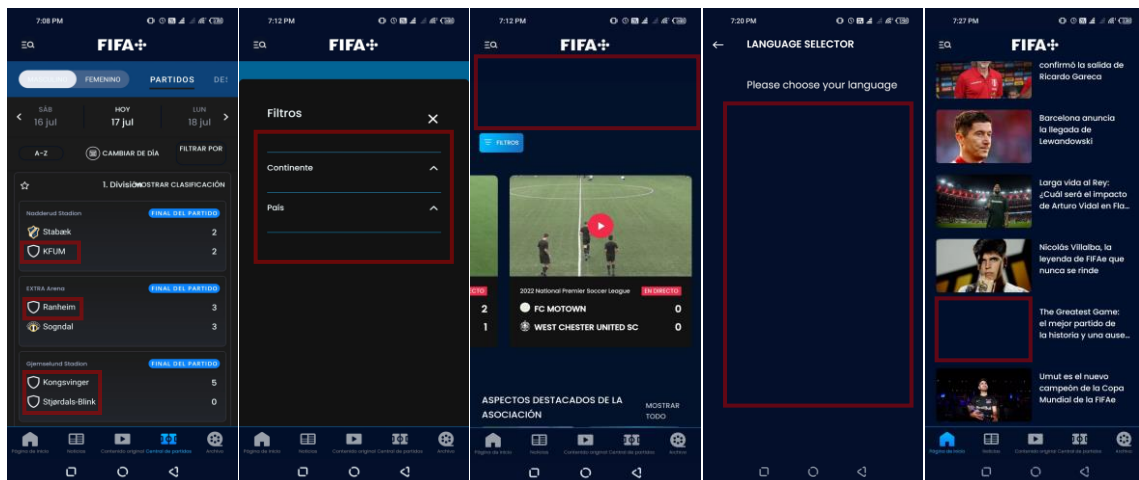 7:08 PM
FIFA+
MASCULINO FEMENINO PARTIDOS DES
SÁB HOY LUN
16 jul 17 jul 18 jul
A-Z CAMBIAR DE DÍA FILTRAR POR
1. División MOSTRAR CLASIFICACIÓN
Nadderud Stadion FINAL DEL PARTIDO
Stabæk 2
KFUM 2
EXTRA Arena FINAL DEL PARTIDO
Ranheim 3
Sogndal 3
Gjemselund Stadion FINAL DEL PARTIDO
Kongsvinger 5
Stjørdals-Blink 0
Página de inicio Noticias Contenido original Central de partidos Archivo
7:12 PM
FIFA+
Filtros
Continente
País
Página de inicio Noticias Contenido original Central de partidos Archivo
7:12 PM
FIFA+
FILTROS
CTO 2022 National Premier Soccer League EN DIRECTO
2 FC MOTOWN 0
1 WEST CHESTER UNITED SC 0
ASPECTOS DESTACADOS DE LA
ASOCIACIÓN
MOSTRAR
TODO
Página de inicio Noticias Contenido original Central de partidos Archivo
7:20 PM
LANGUAGE SELECTOR
Please choose your language
7:27 PM
FIFA+
confirmó la salida de
Ricardo Gareca
Barcelona anuncia
la llegada de
Lewandowski
Larga vida al Rey:
¿Cuál será el impacto
de Arturo Vidal en Fla...
Nicolás Villalba, la
leyenda de FIFAe que
nunca se rinde
The Greatest Game:
el mejor partido de
la historia y una ause...
Umut es el nuevo
campeón de la Copa
Mundial de la FIFAe
Página de inicio Noticias Contenido original Central de partidos Archivo